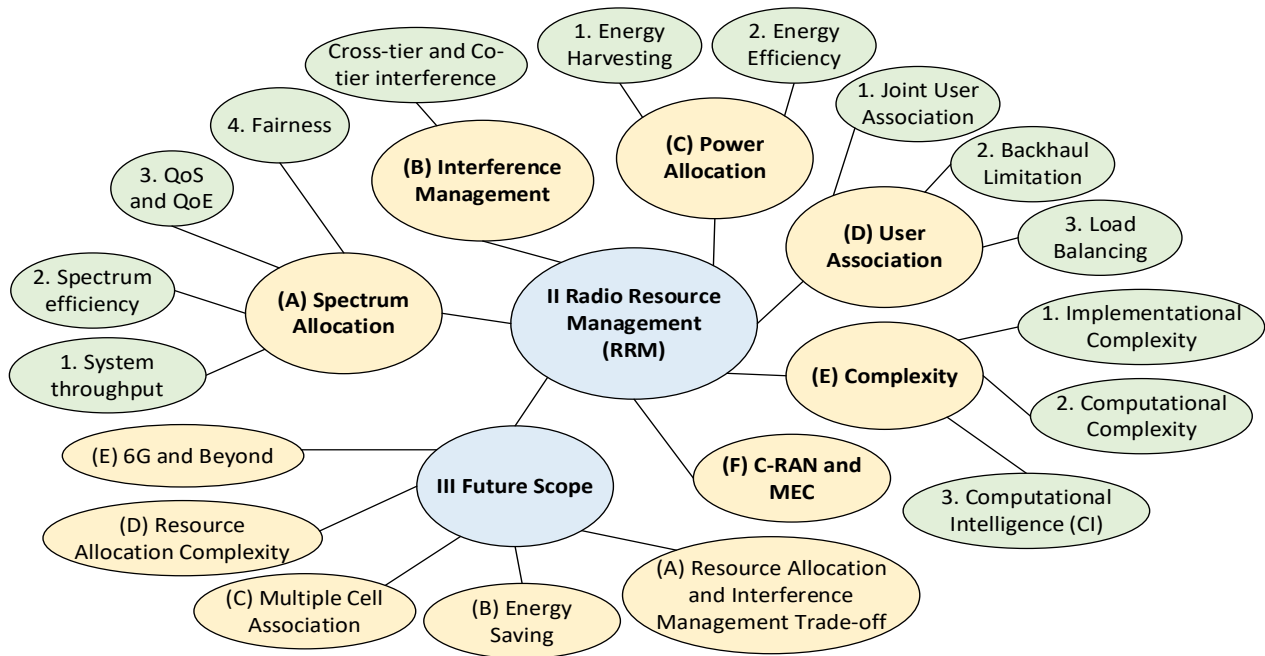 1. Energy
Harvesting
2. Energy
Efficiency
Cross-tier and Co-
tier interference
1. Joint User
Association
4. Fairness
(B) Interference
Management
(C) Power
Allocation
2. Backhaul
Limitation
3. QoS
and QoE
(D) User
Association
3. Load
Balancing
2. Spectrum
efficiency
(A) Spectrum
Allocation
II Radio Resource
Management
(RRM)
1. Implementational
Complexity
1. System
throughput
(E) Complexity
2. Computational
Complexity
(E) 6G and Beyond
III Future Scope
(F) C-RAN and
MEC
3. Computational
Intelligence (CI)
(D) Resource
Allocation Complexity
(C) Multiple Cell
Association
(B) Energy
Saving
(A) Resource Allocation
and Interference
Management Trade-off